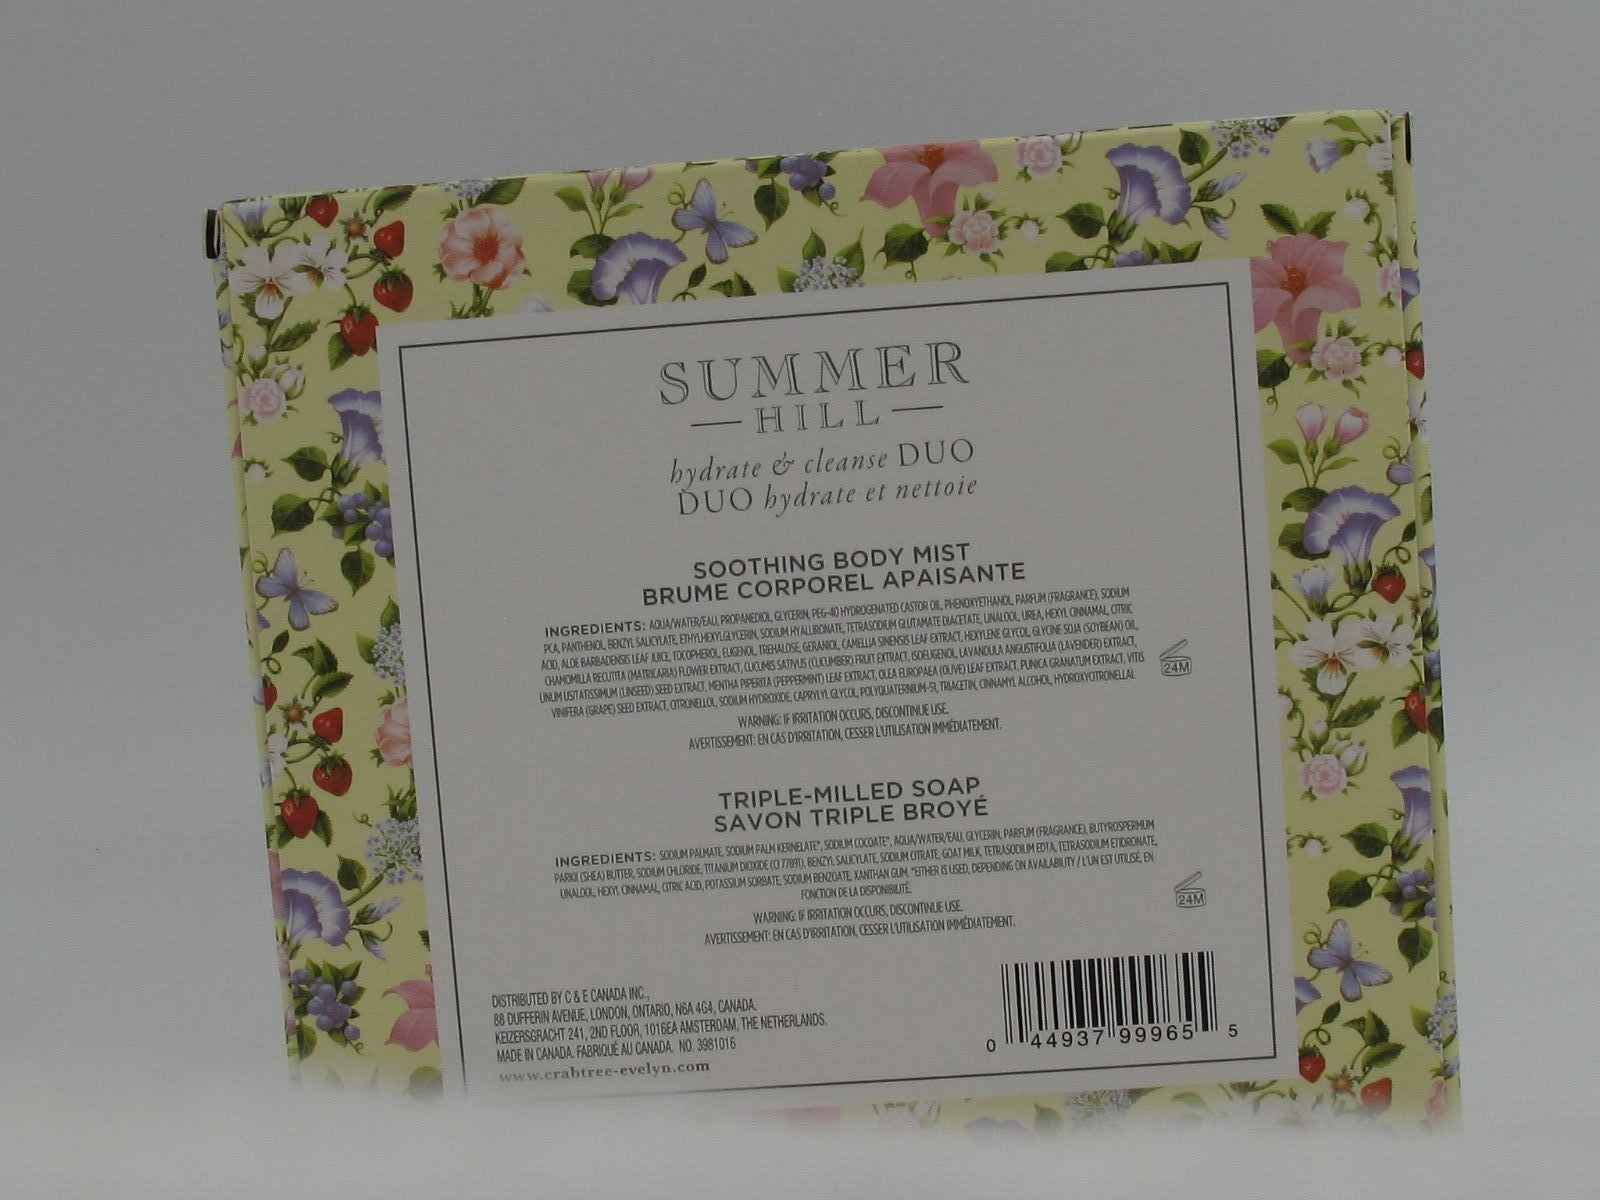 SUMMER
HILL
hydrate & cleanse DUO
DUO hydrate et nettoie
SOOTHING BODY MIST
BRUME CORPOREL APAISANTE
INGREDIENTS: AQUA/WATER/EAU, PROPANEDIOL, GLYCERIN, PEG-40 HYDROGENATED CASTOR OIL, PHENOXYETHANOL, PARFUM (FRAGRANCE), SODIUM
PCA, PANTHENOL, BENZYL SALICYLATE, ETHYLHEXYLGLYCERIN, SODIUM HYALURONATE, TETRASODIUM GLUTAMATE DIACETATE, LINALOOL, UREA, HEXYL CINNAMAL, CITRIC
ACID, ALOE BARBADENSIS LEAF JUICE, TOCOPHEROL, EUGENOL, TREHALOSE, GERANIOL, CAMELLIA SINENSIS LEAF EXTRACT, HEXYLENE GLYCOL, GLYCINE SOJA (SOYBEAN) OIL,
CHAMOMILLA RECUTITA (MATRICARIA) FLOWER EXTRACT, CUCUMIS SATIVUS (CUCUMBER) FRUIT EXTRACT, ISOEUGENOL, LAVANDULA ANGUSTIFOLIA (LAVENDER) EXTRACT,
LINUM USITATISSIMUM (LINSEED) SEED EXTRACT, MENTHA PIPERITA (PEPPERMINT) LEAF EXTRACT, OLEA EUROPAEA (OLIVE) LEAF EXTRACT, PUNICA GRANATUM EXTRACT, VITIS
VINIFERA (GRAPE) SEED EXTRACT, CITRONELLOL, SODIUM HYDROXIDE, CAPRYLYL GLYCOL, POLYQUATERNIUM-51, TRIACETIN, CINNAMYL ALCOHOL, HYDROXYCITRONELLAL
24M
WARNING: IF IRRITATION OCCURS, DISCONTINUE USE.
AVERTISSEMENT: EN CAS D'IRRITATION, CESSER L'UTILISATION IMMÉDIATEMENT.
TRIPLE-MILLED SOAP
SAVON TRIPLE BROYÉ
INGREDIENTS: SODIUM PALMATE, SODIUM PALM KERNELATE*, SODIUM COCOATE*, AQUA/WATER/EAU, GLYCERIN, PARFUM (FRAGRANCE), BUTYROSPERMUM
PARKII (SHEA) BUTTER, SODIUM CHLORIDE, TITANIUM DIOXIDE (CI 77891), BENZYL SALICYLATE, SODIUM CITRATE, GOAT MILK, TETRASODIUM EDTA, TETRASODIUM ETIDRONATE,
LINALOOL, HEXYL CINNAMAL, CITRIC ACID, POTASSIUM SORBATE, SODIUM BENZOATE, XANTHAN GUM. *EITHER IS USED, DEPENDING ON AVAILABILITY / L'UN EST UTILISÉ, EN
FONCTION DE LA DISPONIBILITÉ.
24M
WARNING: IF IRRITATION OCCURS, DISCONTINUE USE.
AVERTISSEMENT: EN CAS D'IRRITATION, CESSER L'UTILISATION IMMÉDIATEMENT.
DISTRIBUTED BY C & E CANADA INC.,
88 DUFFERIN AVENUE, LONDON, ONTARIO, N6A 4G4, CANADA.
KEIZERSGRACHT 241, 2ND FLOOR, 1016EA AMSTERDAM, THE NETHERLANDS.
MADE IN CANADA. FABRIQUÉ AU CANADA. NO. 3981016
www.crabtree-evelyn.com
0 44937 99965 5